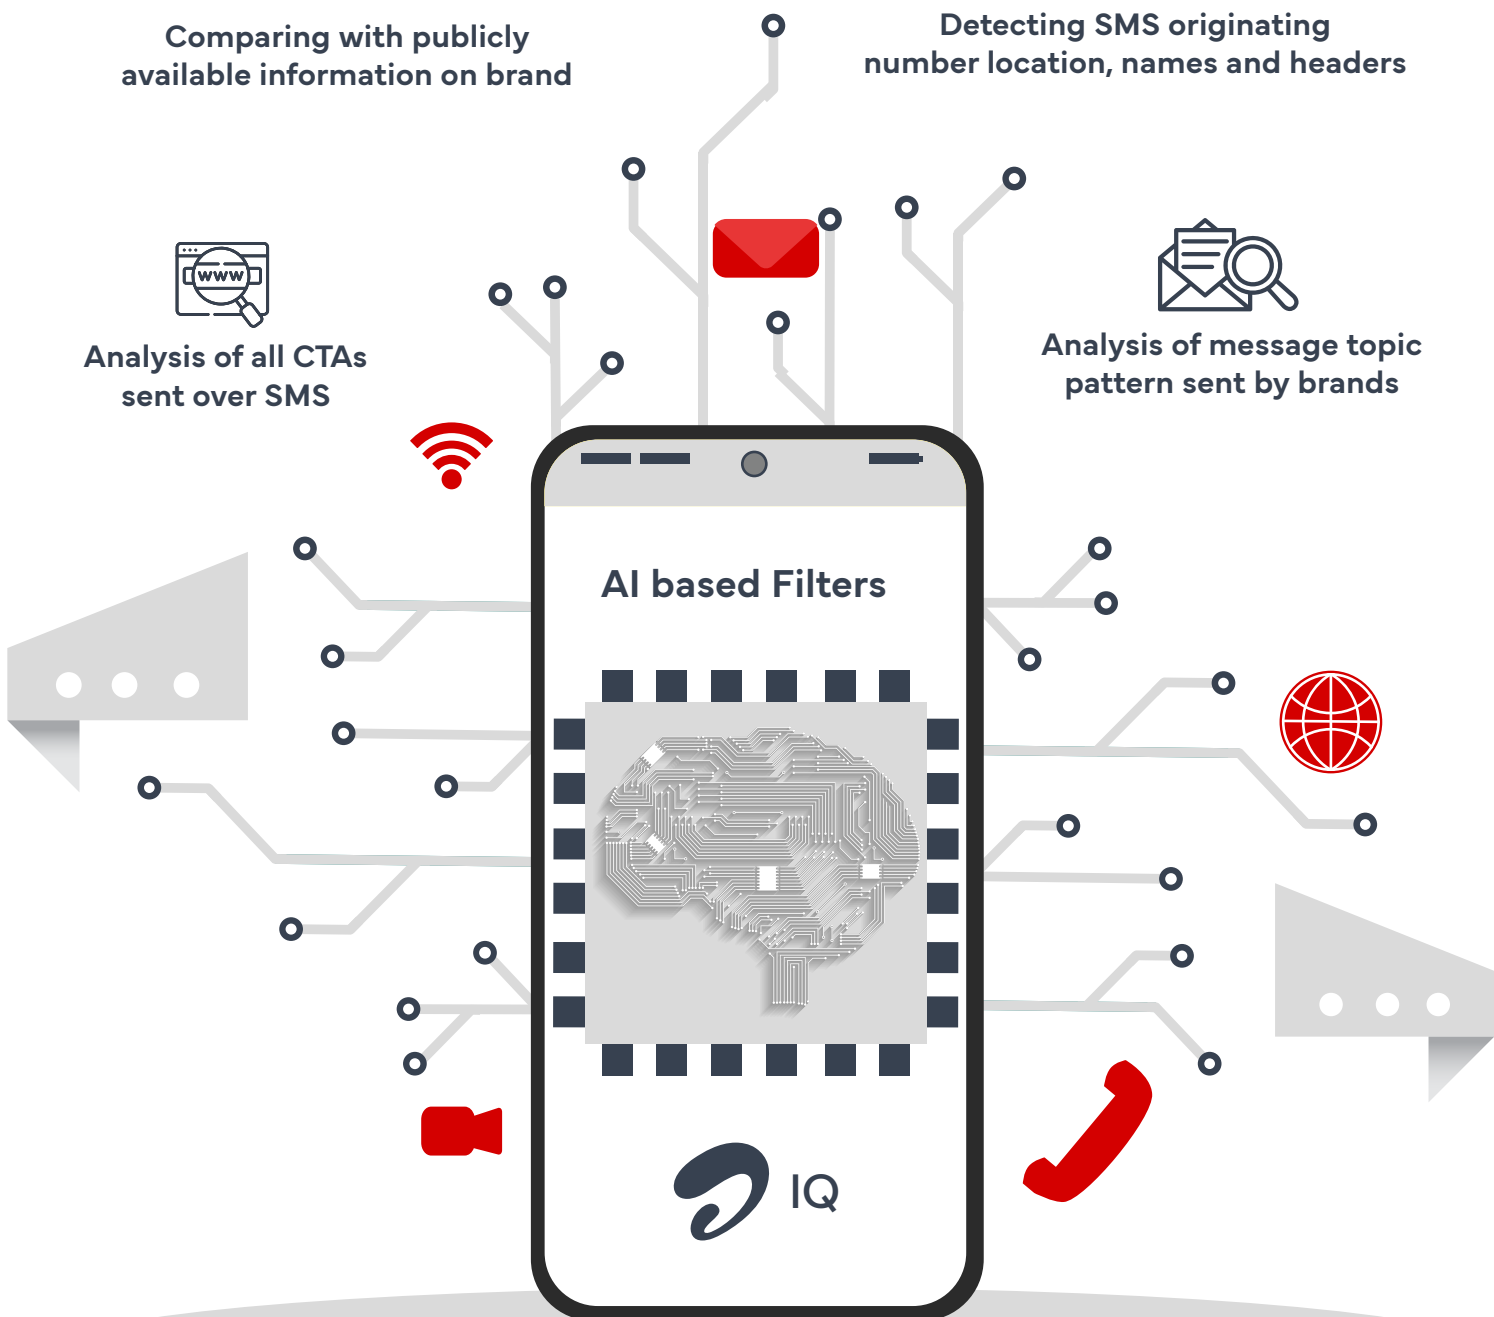 Comparing with publicly
available information on brand
Detecting SMS originating
number location, names and headers
www
Analysis of all CTAs
sent over SMS
Analysis of message topic
pattern sent by brands
AI based Filters
IQ